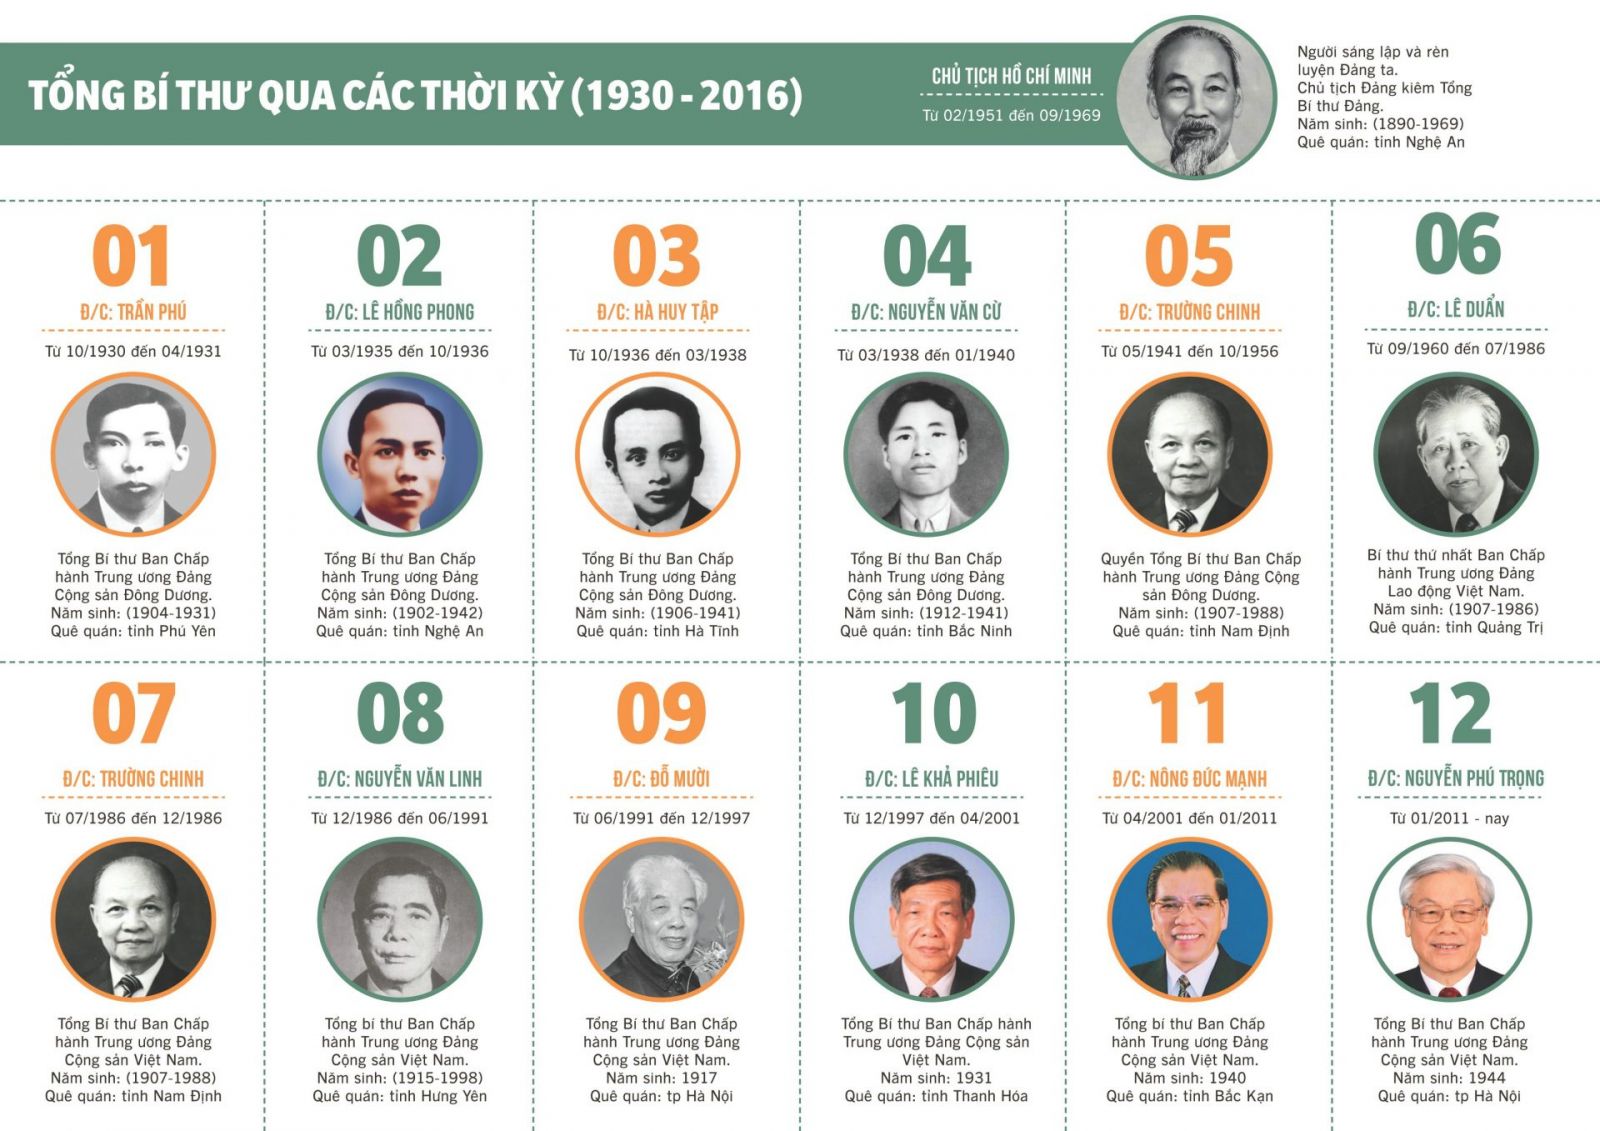 TỔNG BÍ THƯ QUA CÁC THỜI KỲ (1930 - 2016)
CHỦ TỊCH HỒ CHÍ MINH
Từ 02/1951 đến 09/1969
Người sáng lập và rèn
luyện Đảng ta.
Chủ tịch Đảng kiêm Tổng
Bí thư Đảng.
Năm sinh: (1890-1969)
Quê quán: tỉnh Nghệ An
01
Đ/C: TRẦN PHÚ
Từ 10/1930 đến 04/1931
Tổng Bí thư Ban Chấp
hành Trung ương Đảng
Cộng sản Đông Dương.
Năm sinh: (1904-1931)
Quê quán: tỉnh Phú Yên
02
Đ/C: LÊ HỒNG PHONG
Từ 03/1935 đến 10/1936
Tổng Bí thư Ban Chấp
hành Trung ương Đảng
Cộng sản Đông Dương.
Năm sinh: (1902-1942)
Quê quán: tỉnh Nghệ An
03
Đ/C: HÀ HUY TẬP
Từ 10/1936 đến 03/1938
Tổng Bí thư Ban Chấp
hành Trung ương Đảng
Cộng sản Đông Dương.
Năm sinh: (1906-1941)
Quê quán: tỉnh Hà Tĩnh
04
Đ/C: NGUYỄN VĂN CỪ
Từ 03/1938 đến 01/1940
Tổng Bí thư Ban Chấp
hành Trung ương Đảng
Cộng sản Đông Dương.
Năm sinh: (1912-1941)
Quê quán: tỉnh Bắc Ninh
05
Đ/C: TRƯỜNG CHINH
Từ 05/1941 đến 10/1956
Quyền Tổng Bí thư Ban Chấp
hành Trung ương Đảng Cộng
sản Đông Dương.
Năm sinh: (1907-1988)
Quê quán: tỉnh Nam Định
06
Đ/C: LÊ DUẨN
Từ 09/1960 đến 07/1986
Bí thư thứ nhất Ban Chấp
hành Trung ương Đảng
Lao động Việt Nam.
Năm sinh: (1907-1986)
Quê quán: tỉnh Quảng Trị
07
Đ/C: TRƯỜNG CHINH
Từ 07/1986 đến 12/1986
Tổng Bí thư Ban Chấp
hành Trung ương Đảng
Cộng sản Việt Nam.
Năm sinh: (1907-1988)
Quê quán: tỉnh Nam Định
08
Đ/C: NGUYỄN VĂN LINH
Từ 12/1986 đến 06/1991
Tổng bí thư Ban Chấp
hành Trung ương Đảng
Cộng sản Việt Nam.
Năm sinh: (1915-1998)
Quê quán: tỉnh Hưng Yên
09
Đ/C: ĐỖ MƯỜI
Từ 06/1991 đến 12/1997
Tổng Bí thư Ban Chấp
hành Trung ương Đảng
Cộng sản Việt Nam.
Năm sinh: 1917
Quê quán: tp Hà Nội
10
Đ/C: LÊ KHẢ PHIÊU
Từ 12/1997 đến 04/2001
Tổng Bí thư Ban Chấp hành
Trung ương Đảng Cộng sản
Việt Nam.
Năm sinh: 1931
Quê quán: tỉnh Thanh Hóa
11
Đ/C: NÔNG ĐỨC MẠNH
Từ 04/2001 đến 01/2011
Tổng bí thư Ban Chấp
hành Trung ương Đảng
Cộng sản Việt Nam.
Năm sinh: 1940
Quê quán: tỉnh Bắc Kạn
12
Đ/C: NGUYỄN PHÚ TRỌNG
Từ 01/2011 - nay
Tổng Bí thư Ban Chấp
hành Trung ương Đảng
Cộng sản Việt Nam.
Năm sinh: 1944
Quê quán: tp Hà Nội